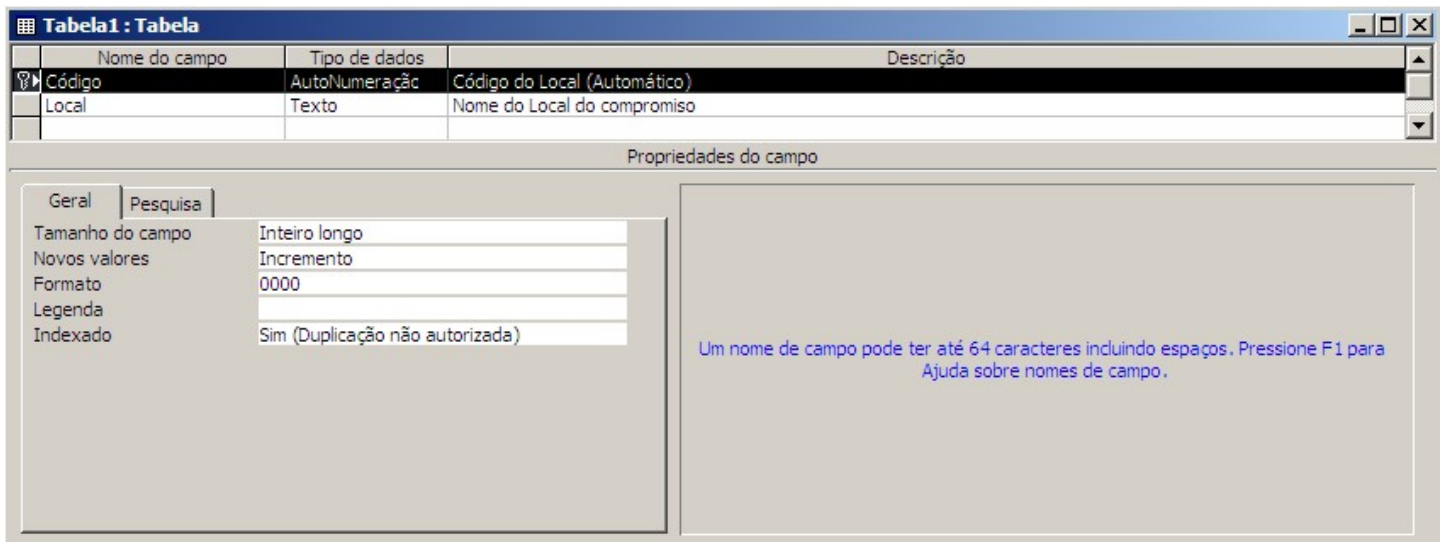 Tabela1 : Tabela
Nome do campo Tipo de dados Descrição
Código AutoNumeraçãc Código do Local (Automático)
Local Texto Nome do Local do compromiso
Propriedades do campo
Geral Pesquisa
Tamanho do campo Inteiro longo
Novos valores Incremento
Formato 0000
Legenda
Indexado Sim (Duplicação não autorizada)
Um nome de campo pode ter até 64 caracteres incluindo espaços. Pressione F1 para
Ajuda sobre nomes de campo.